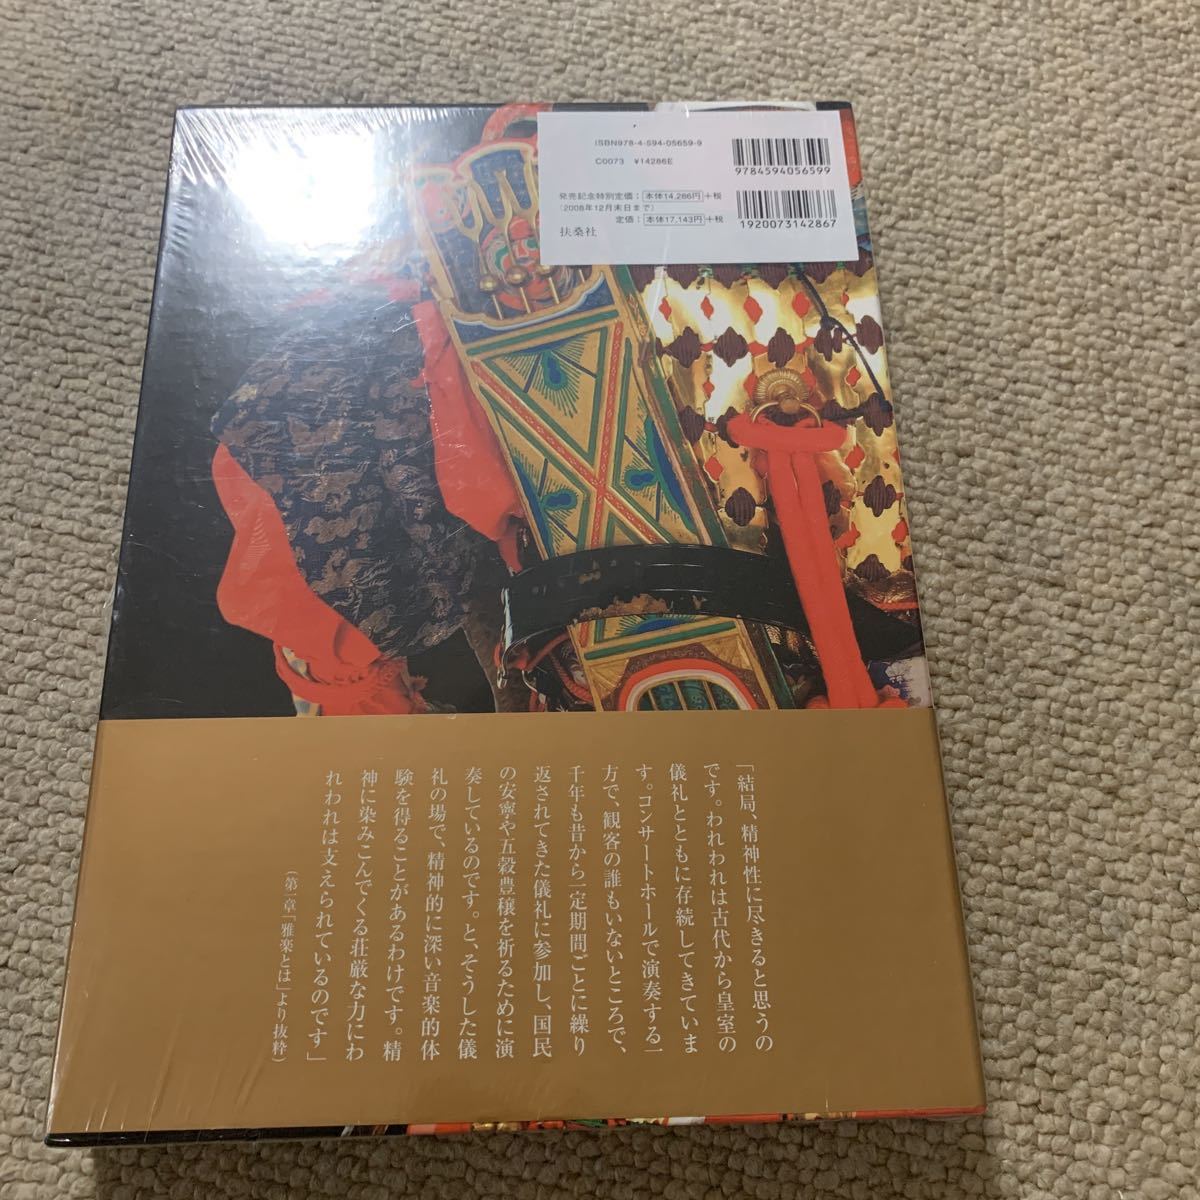 ISBN978-4-594-05659-9
C0073 ¥14286E
9784594056599
発売記念特別定価：本体14,286円+税
(2008年12月末日まで)
定価：本体17,143円+税
1920073142867
扶桑社
「結局、精神性に尽きると思うの
です。われわれは古代から皇室の
儀礼とともに存続してきていま
す。コンサートホールで演奏する一
方で、観客の誰もいないところで、
千年も昔から一定期間ごとに繰り
返されてきた儀礼に参加し、国民
の安寧や五穀豊穣を祈るために演
奏しているのです。と、そうした儀
礼の場で、精神的に深い音楽的体
験を得ることがあるわけです。精
神に染みこんでくる荘厳な力にわ
れわれは支えられているのです」
(第一章「雅楽とは」より抜粋)